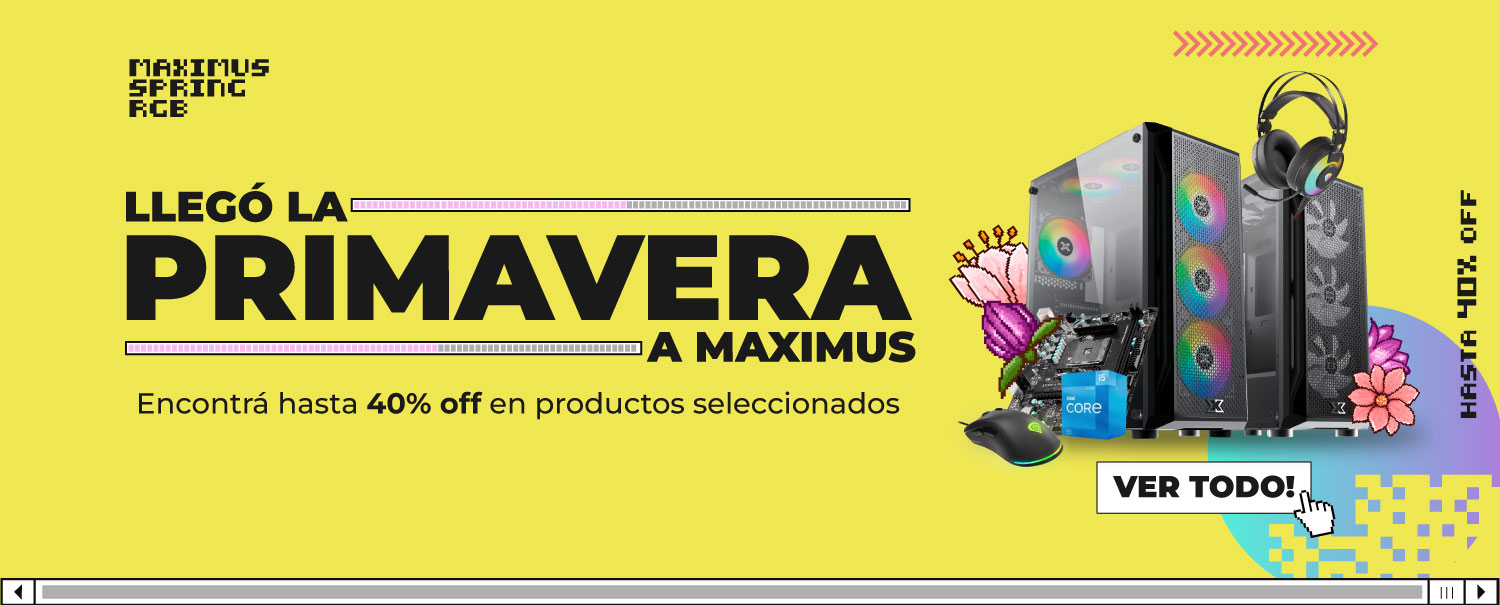 MAXIMUS
SPRING
RGB
LLEGÓ LA
PRIMAVERA
A MAXIMUS
Encontrá hasta 40% off en productos seleccionados
HASTA 40% OFF
intel
i5
CORE
VER TODO!